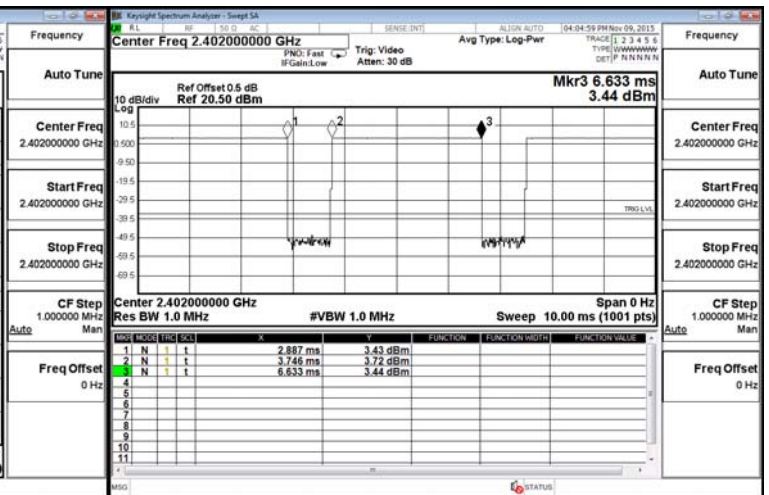 Frequency
Auto Tune
Center Freq
2.402000000 GHz
Start Freq
2.402000000 GHz
Stop Freq
2.402000000 GHz
CF Step
1.000000 MHz
Auto Man
Freq Offset
0 Hz
Keysight Spectrum Analyzer - Swept SA
RL RF 50 Ω AC SENSE:INT ALIGN AUTO 04:04:59 PM Nov 09, 2015
Center Freq 2.402000000 GHz
PNO: Fast
IFGain:Low
Trig: Video
Atten: 30 dB
Avg Type: Log-Pwr
TRACE 1 2 3 4 5 6
TYPE WWWWWW
DET P N N N N N
Ref Offset 0.5 dB
10 dB/div Ref 20.50 dBm
Log
Mkr3 6.633 ms
3.44 dBm
10.5
0.500
-9.50
-19.5
-29.5
-39.5
-49.5
-59.5
-69.5
1
2
3
TRIG LVL
Center 2.402000000 GHz Span 0 Hz
Res BW 1.0 MHz #VBW 1.0 MHz Sweep 10.00 ms (1001 pts)
MKR MODE TRC SCL X Y FUNCTION FUNCTION WIDTH FUNCTION VALUE
1 N 1 t 2.887 ms 3.43 dBm
2 N 1 t 3.746 ms 3.72 dBm
3 N 1 t 6.633 ms 3.44 dBm
4
5
6
7
8
9
10
11
MSG STATUS
Frequency
Auto Tune
Center Freq
2.402000000 GHz
Start Freq
2.402000000 GHz
Stop Freq
2.402000000 GHz
CF Step
1.000000 MHz
Auto Man
Freq Offset
0 Hz